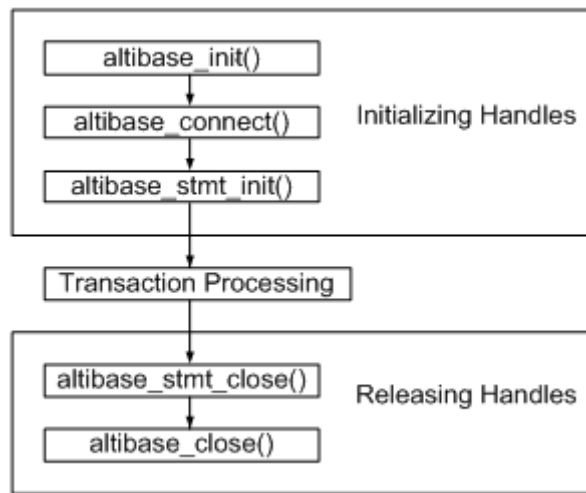 altibase_init()
altibase_connect()
Initializing Handles
altibase_stmt_init()
Transaction Processing
altibase_stmt_close()
Releasing Handles
altibase_close()